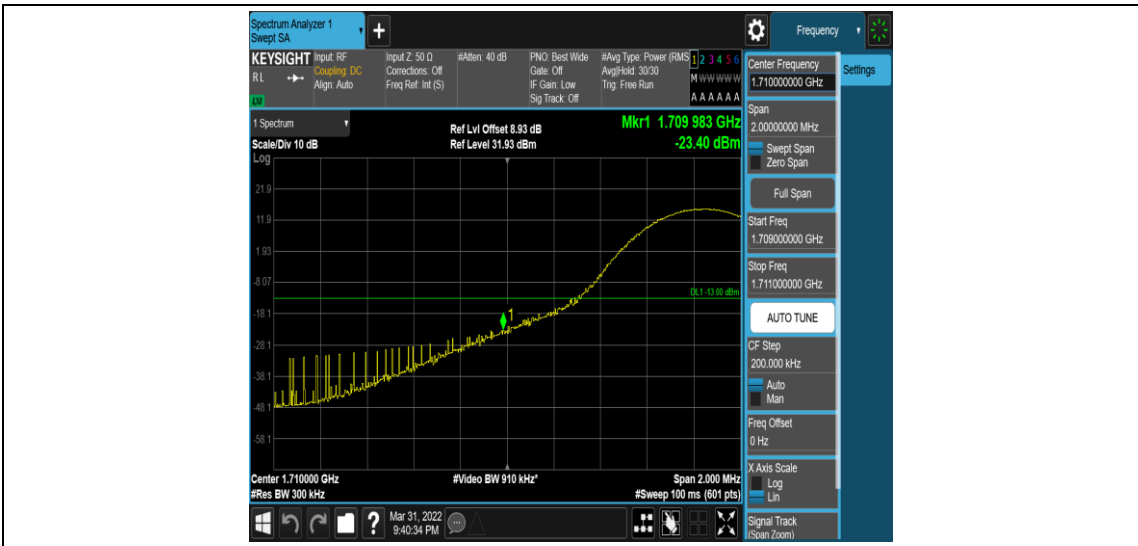 Spectrum Analyzer 1
Swept SA
+
Frequency
KEYSIGHT
RL
LXI
Input: RF
Coupling: DC
Align: Auto
Input Z: 50 Ω
Corrections: Off
Freq Ref: Int (S)
#Atten: 40 dB
PNO: Best Wide
Gate: Off
IF Gain: Low
Sig Track: Off
#Avg Type: Power (RMS
Avg|Hold: 30/30
Trig: Free Run
1 2 3 4 5 6
M W W W W W
A A A A A A
1 Spectrum
Scale/Div 10 dB
Ref Lvl Offset 8.93 dB
Ref Level 31.93 dBm
Mkr1 1.709 983 GHz
-23.40 dBm
Log
21.9
11.9
1.93
-8.07
-18.1
-28.1
-38.1
-48.1
-58.1
DL1 -13.00 dBm
1
Center 1.710000 GHz
#Res BW 300 kHz
#Video BW 910 kHz*
Span 2.000 MHz
#Sweep 100 ms (601 pts)
Center Frequency
1.710000000 GHz
Settings
Span
2.00000000 MHz
Swept Span
Zero Span
Full Span
Start Freq
1.709000000 GHz
Stop Freq
1.711000000 GHz
AUTO TUNE
CF Step
200.000 kHz
Auto
Man
Freq Offset
0 Hz
X Axis Scale
Log
Lin
Signal Track
(Span Zoom)
?
Mar 31, 2022
9:40:34 PM